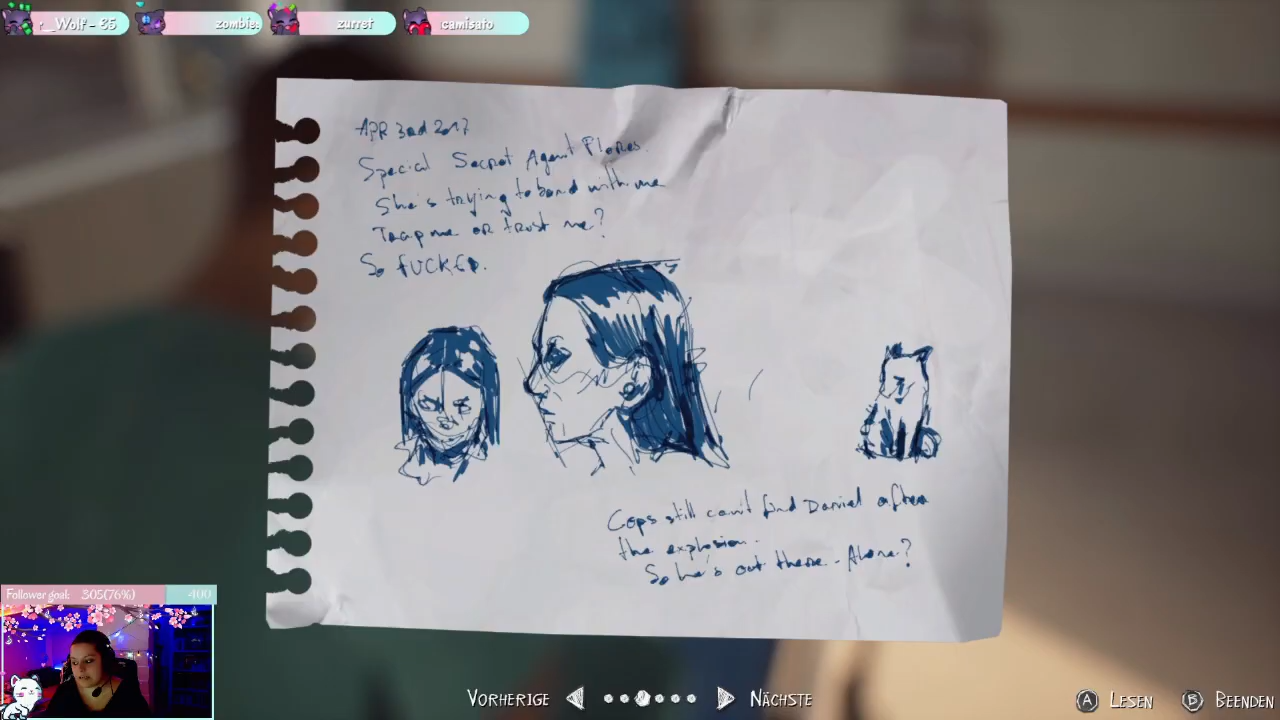 r_Wolf - 85
zombie:
zurret
camisato
APR 3rd 2017
Special Secret Agent Flores.
She's trying to bond with me
Trap me or trust me?
So FUCKED.
Cops still can't find Daniel after
the explosion.
So he's out there. Alone?
Follower goal: 305(76%) 400
VORHERIGE NÄCHSTE
A LESEN B BEENDEN